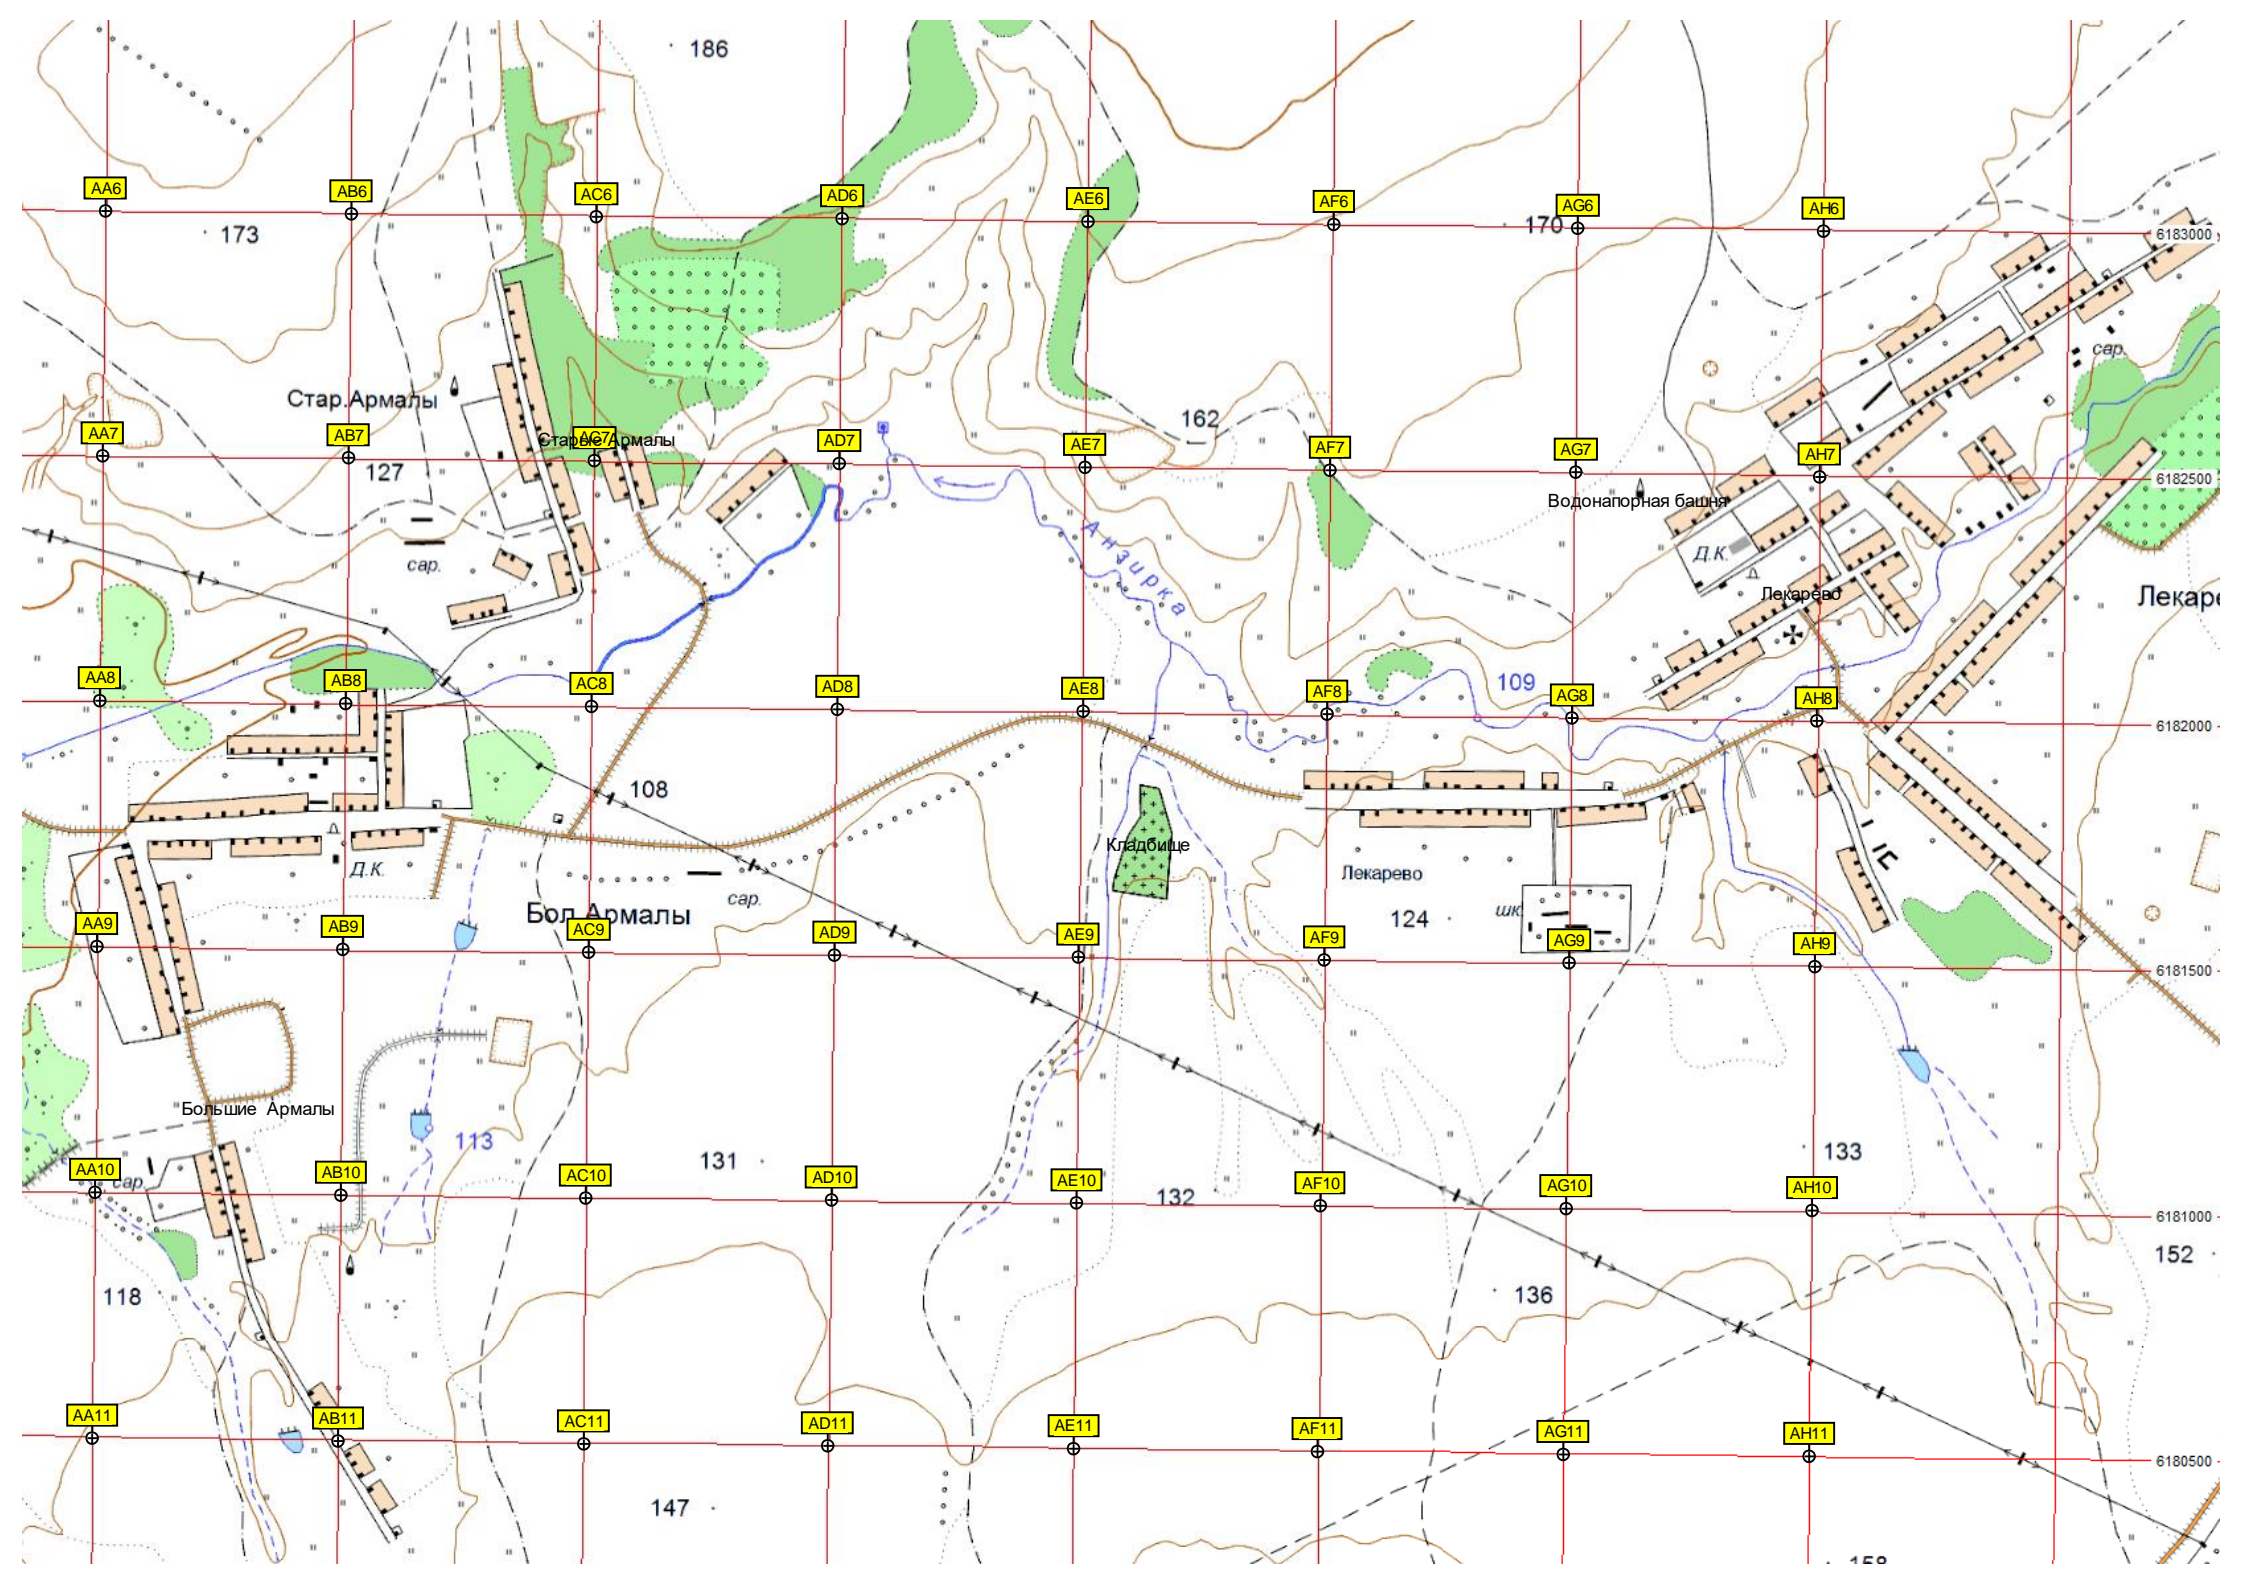 186
AA6
AB6
AC6
AD6
AE6
AF6
AG6
AH6
173
170
6183000
сар.
Стар.Армалы
162
AA7
AB7
AC7
Старые Армалы
AD7
AE7
AF7
AG7
AH7
127
6182500
Водонапорная башня
Анзирка
Д.К.
сар.
Лекарево
Лекаре
AA8
AB8
AC8
AD8
AE8
AF8
109
AG8
AH8
6182000
108
Кладбище
Д.К.
Лекарево
сар.
Бол.Армалы
124
шк.
AA9
AB9
AC9
AD9
AE9
AF9
AG9
AH9
6181500
Большие Армалы
113
131
133
AA10
сар.
AB10
AC10
AD10
AE10
132
AF10
AG10
AH10
6181000
152
118
136
AA11
AB11
AC11
AD11
AE11
AF11
AG11
AH11
6180500
147
158